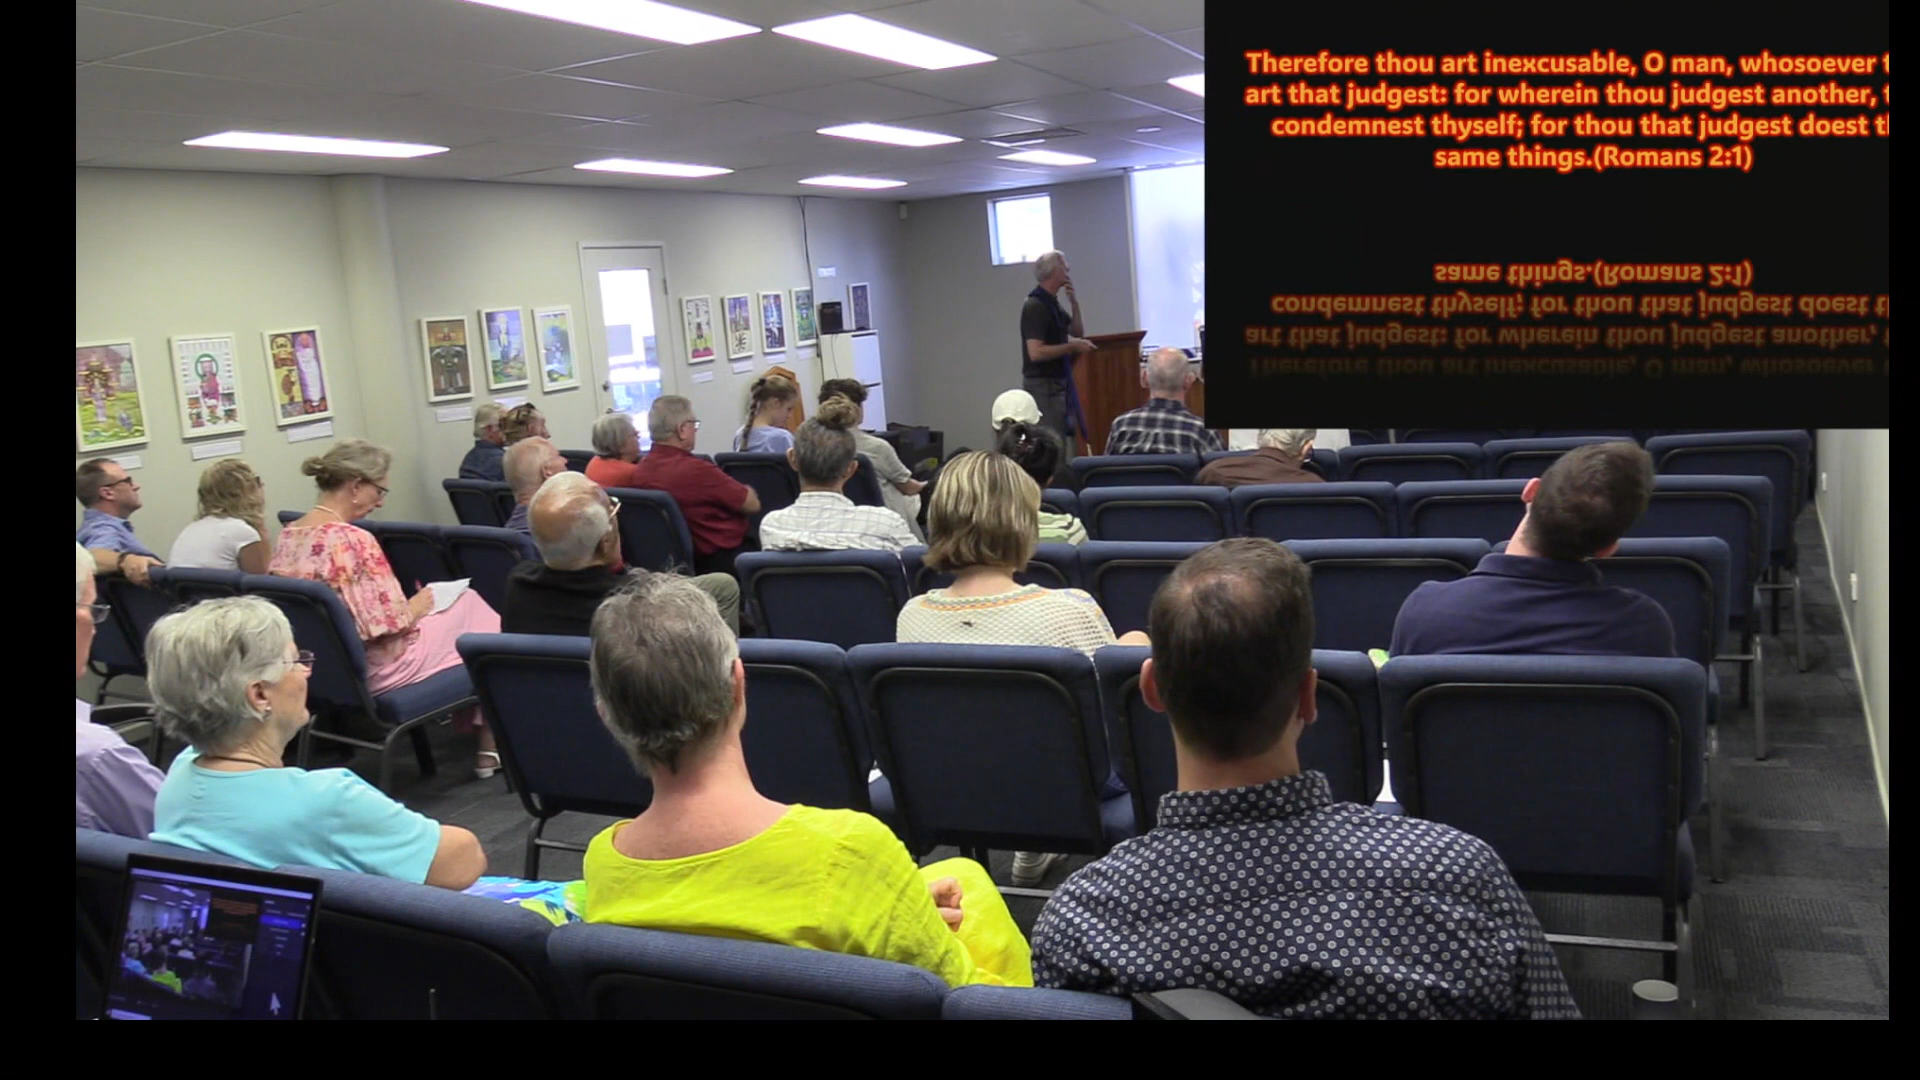 Therefore thou art inexcusable, O man, whosoever
art that judgest: for wherein thou judgest another,
condemnest thyself; for thou that judgest doest
same things.(Romans 2:1)